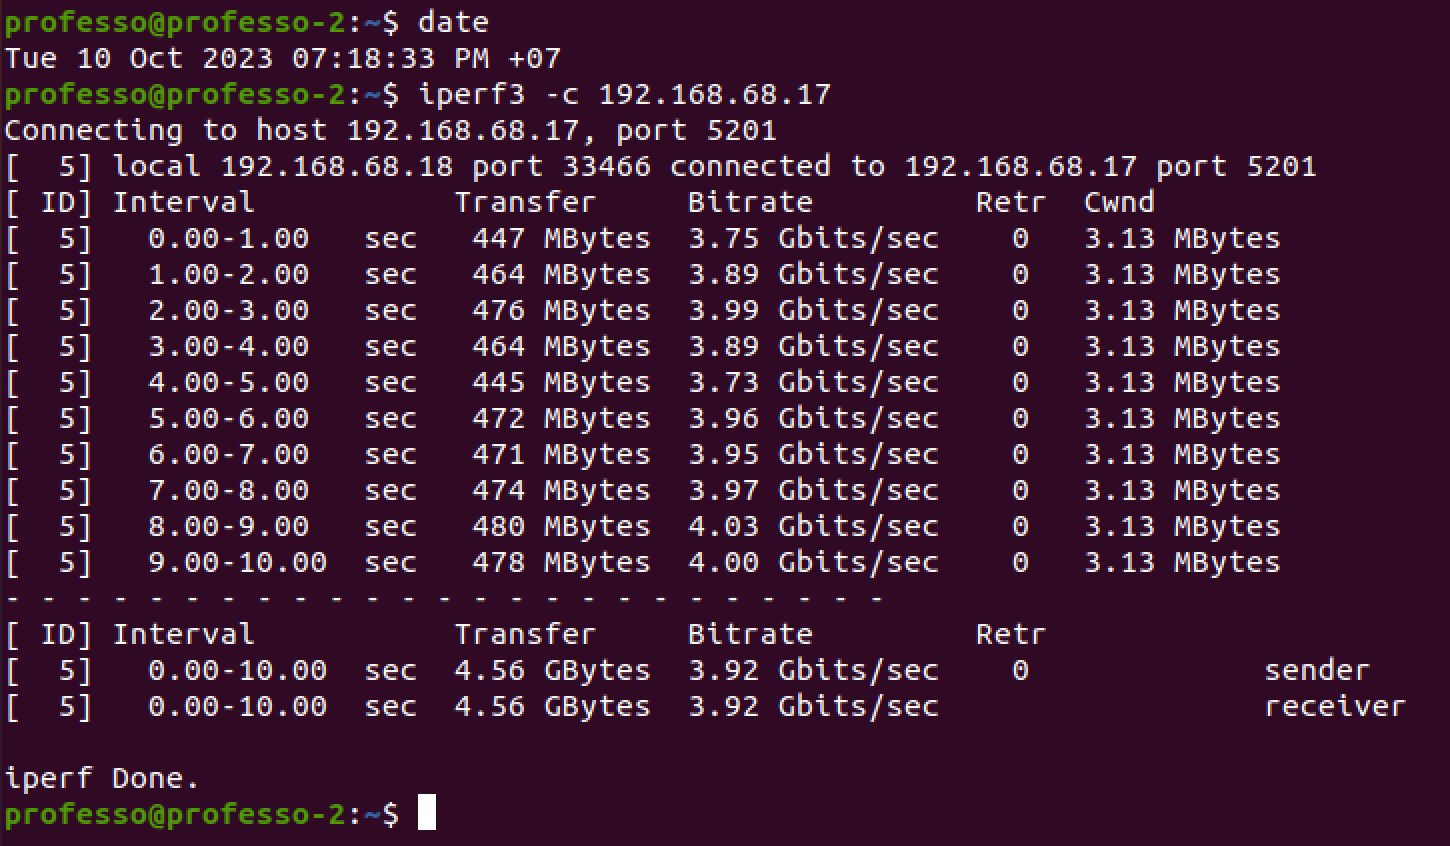 professo@professo-2:~$ date
Tue 10 Oct 2023 07:18:33 PM +07
professo@professo-2:~$ iperf3 -c 192.168.68.17
Connecting to host 192.168.68.17, port 5201
[  5] local 192.168.68.18 port 33466 connected to 192.168.68.17 port 5201
[ ID] Interval           Transfer     Bitrate         Retr  Cwnd
[  5]   0.00-1.00   sec   447 MBytes  3.75 Gbits/sec    0   3.13 MBytes
[  5]   1.00-2.00   sec   464 MBytes  3.89 Gbits/sec    0   3.13 MBytes
[  5]   2.00-3.00   sec   476 MBytes  3.99 Gbits/sec    0   3.13 MBytes
[  5]   3.00-4.00   sec   464 MBytes  3.89 Gbits/sec    0   3.13 MBytes
[  5]   4.00-5.00   sec   445 MBytes  3.73 Gbits/sec    0   3.13 MBytes
[  5]   5.00-6.00   sec   472 MBytes  3.96 Gbits/sec    0   3.13 MBytes
[  5]   6.00-7.00   sec   471 MBytes  3.95 Gbits/sec    0   3.13 MBytes
[  5]   7.00-8.00   sec   474 MBytes  3.97 Gbits/sec    0   3.13 MBytes
[  5]   8.00-9.00   sec   480 MBytes  4.03 Gbits/sec    0   3.13 MBytes
[  5]   9.00-10.00  sec   478 MBytes  4.00 Gbits/sec    0   3.13 MBytes
- - - - - - - - - - - - - - - - - - - - - - - - -
[ ID] Interval           Transfer     Bitrate         Retr
[  5]   0.00-10.00  sec  4.56 GBytes  3.92 Gbits/sec    0             sender
[  5]   0.00-10.00  sec  4.56 GBytes  3.92 Gbits/sec                  receiver
iperf Done.
professo@professo-2:~$